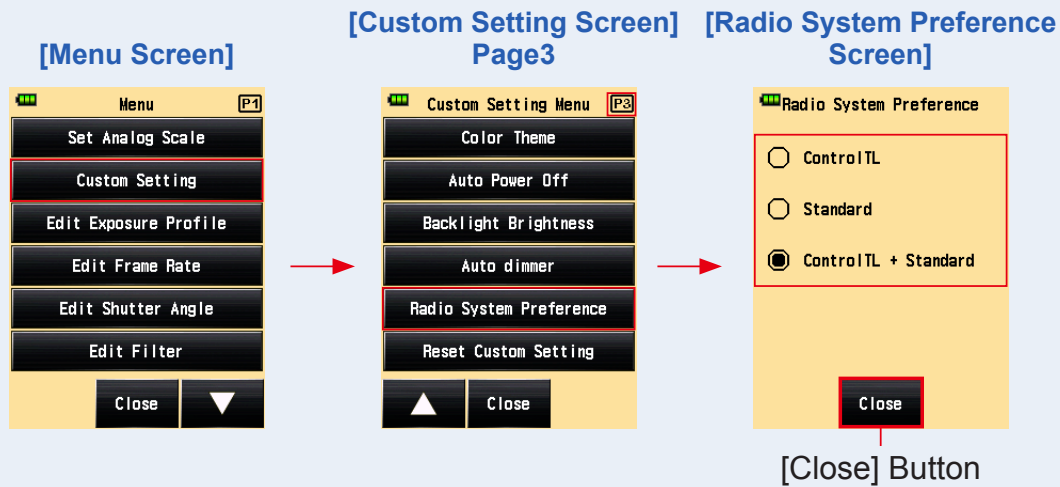 [Menu Screen]
Menu P1
Set Analog Scale
Custom Setting
Edit Exposure Profile
Edit Frame Rate
Edit Shutter Angle
Edit Filter
Close
[Custom Setting Screen]
Page3
Custom Setting Menu P3
Color Theme
Auto Power Off
Backlight Brightness
Auto dimmer
Radio System Preference
Reset Custom Setting
Close
[Radio System Preference
Screen]
Radio System Preference
ControlTL
Standard
ControlTL + Standard
Close
[Close] Button